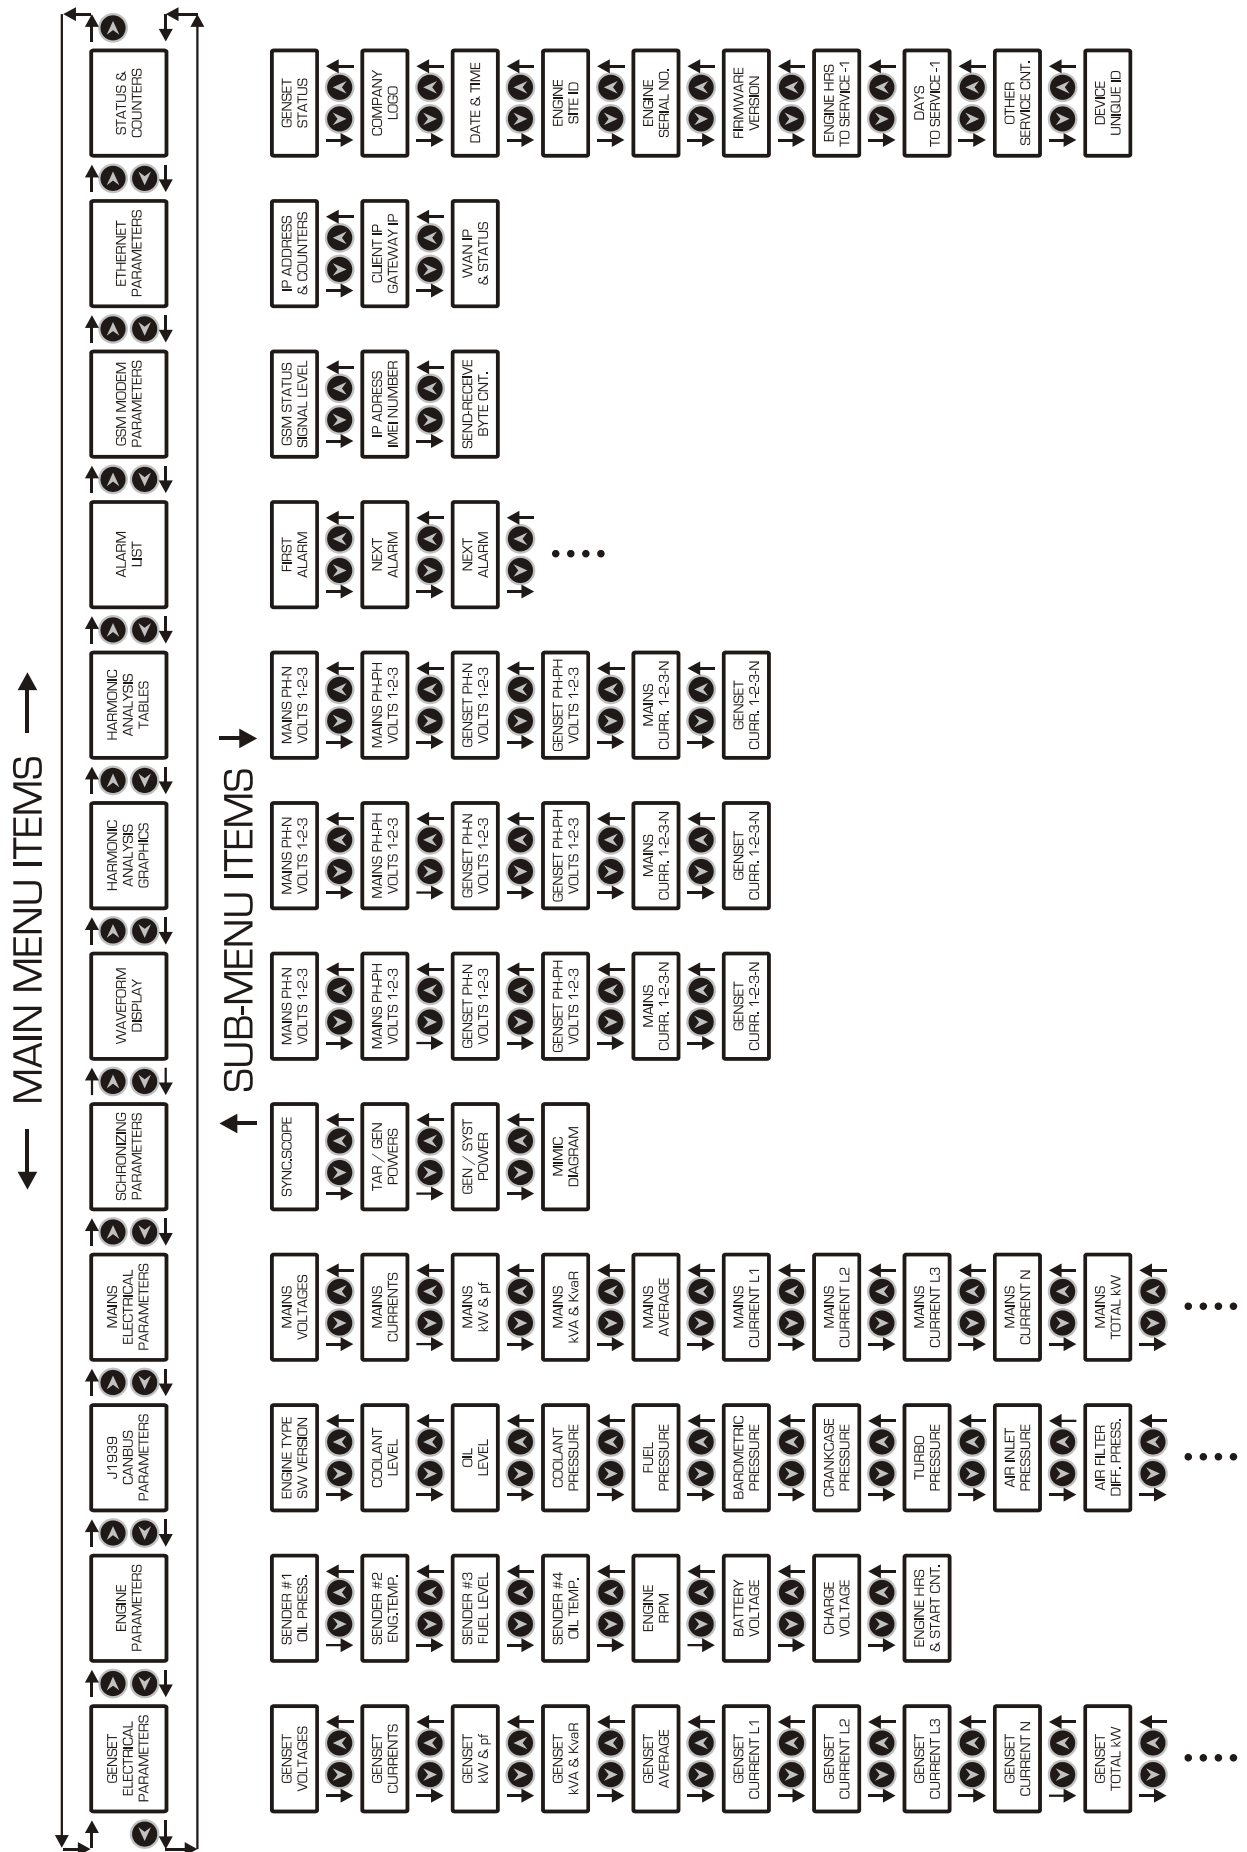 MAIN MENU ITEMS
GENSET
ELECTRICAL
PARAMETERS
ENGINE
PARAMETERS
J1939
CANBUS
PARAMETERS
MAINS
ELECTRICAL
PARAMETERS
SCHRONIZING
PARAMETERS
WAVEFORM
DISPLAY
HARMONIC
ANALYSIS
GRAPHICS
HARMONIC
ANALYSIS
TABLES
ALARM
LIST
GSM MODEM
PARAMETERS
ETHERNET
PARAMETERS
STATUS &
COUNTERS
SUB-MENU ITEMS
GENSET
VOLTAGES
GENSET
CURRENTS
GENSET
kW & pf
GENSET
kVA & KvaR
GENSET
AVERAGE
GENSET
CURRENT L1
GENSET
CURRENT L2
GENSET
CURRENT L3
GENSET
CURRENT N
GENSET
TOTAL kW
SENDER #1
OIL PRESS.
SENDER #2
ENG.TEMP.
SENDER #3
FUEL LEVEL
SENDER #4
OIL TEMP.
ENGINE
RPM
BATTERY
VOLTAGE
CHARGE
VOLTAGE
ENGINE HRS
& START CNT.
ENGINE TYPE
SW VERSION
COOLANT
LEVEL
OIL
LEVEL
COOLANT
PRESSURE
FUEL
PRESSURE
BAROMETRIC
PRESSURE
CRANKCASE
PRESSURE
TURBO
PRESSURE
AIR INLET
PRESSURE
AIR FILTER
DIFF. PRESS.
MAINS
VOLTAGES
MAINS
CURRENTS
MAINS
kW & pf
MAINS
kVA & KvaR
MAINS
AVERAGE
MAINS
CURRENT L1
MAINS
CURRENT L2
MAINS
CURRENT L3
MAINS
CURRENT N
MAINS
TOTAL kW
SYNC.SCOPE
TAR / GEN
POWERS
GEN / SYST
POWER
MIMIC
DIAGRAM
MAINS PH-N
VOLTS 1-2-3
MAINS PH-PH
VOLTS 1-2-3
GENSET PH-N
VOLTS 1-2-3
GENSET PH-PH
VOLTS 1-2-3
MAINS
CURR. 1-2-3-N
GENSET
CURR. 1-2-3-N
MAINS PH-N
VOLTS 1-2-3
MAINS PH-PH
VOLTS 1-2-3
GENSET PH-N
VOLTS 1-2-3
GENSET PH-PH
VOLTS 1-2-3
MAINS
CURR. 1-2-3-N
GENSET
CURR. 1-2-3-N
MAINS PH-N
VOLTS 1-2-3
MAINS PH-PH
VOLTS 1-2-3
GENSET PH-N
VOLTS 1-2-3
GENSET PH-PH
VOLTS 1-2-3
MAINS
CURR. 1-2-3-N
GENSET
CURR. 1-2-3-N
FIRST
ALARM
NEXT
ALARM
NEXT
ALARM
GSM STATUS
SIGNAL LEVEL
IP ADRESS
IMEI NUMBER
SEND-RECEIVE
BYTE CNT.
IP ADDRESS
& COUNTERS
CLIENT IP
GATEWAY IP
WAN IP
& STATUS
GENSET
STATUS
COMPANY
LOGO
DATE & TIME
ENGINE
SITE ID
ENGINE
SERIAL NO.
FIRMWARE
VERSION
ENGINE HRS
TO SERVICE -1
DAYS
TO SERVICE -1
OTHER
SERVICE CNT.
DEVICE
UNIQUE ID